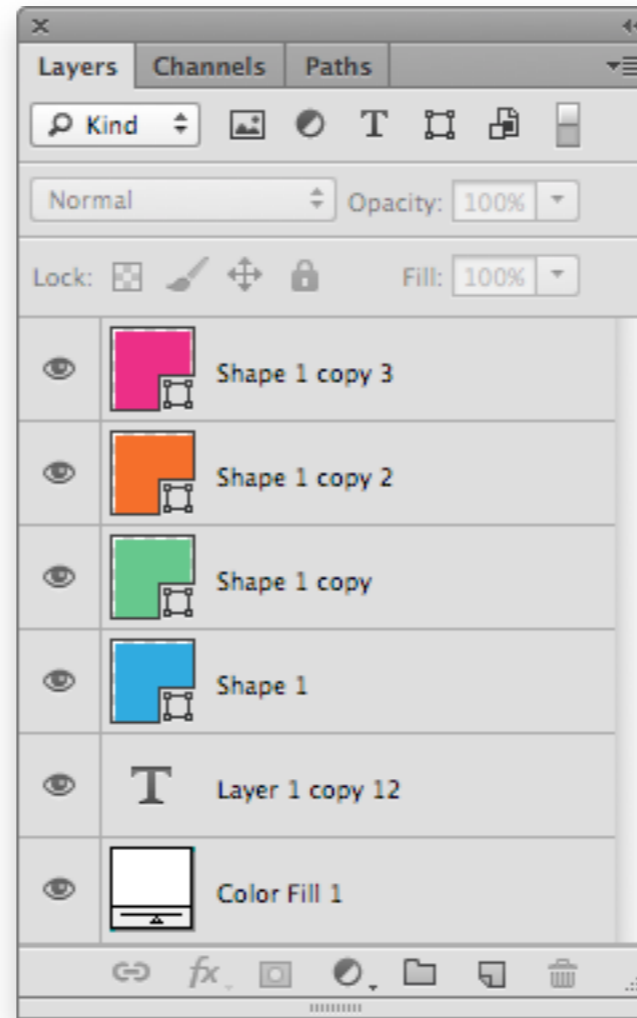 Layers Channels Paths
Kind T
Normal Opacity: 100%
Lock: Fill: 100%
Shape 1 copy 3
Shape 1 copy 2
Shape 1 copy
Shape 1
T Layer 1 copy 12
Color Fill 1
fx